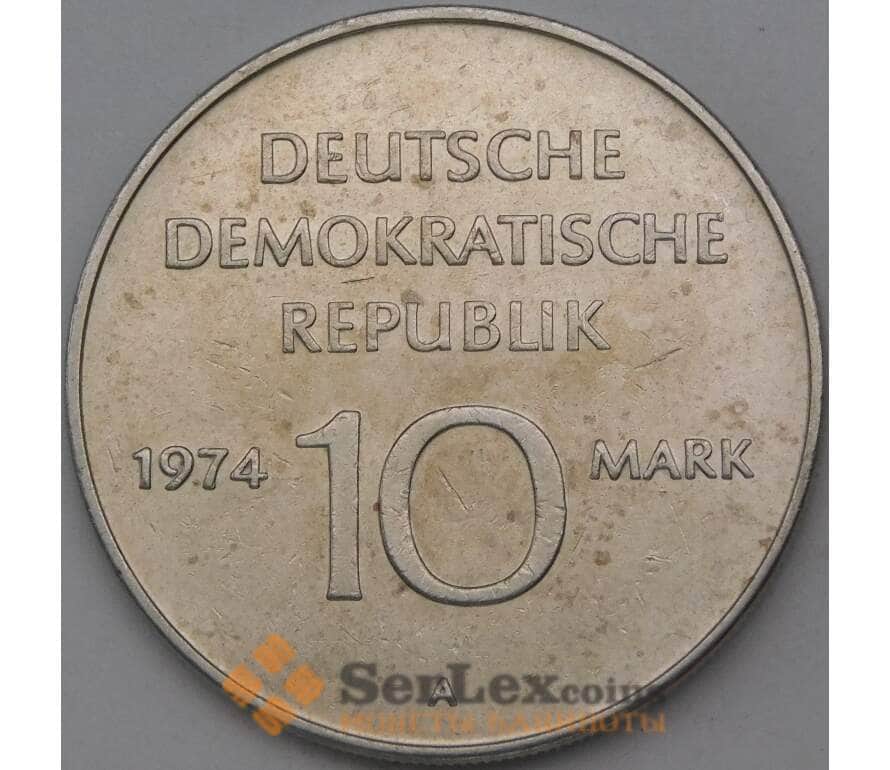 DEUTSCHE
DEMOKRATISCHE
REPUBLIK
1974 10 MARK
A
SerLexcoins
МОНЕТЫ БАНКНОТЫ